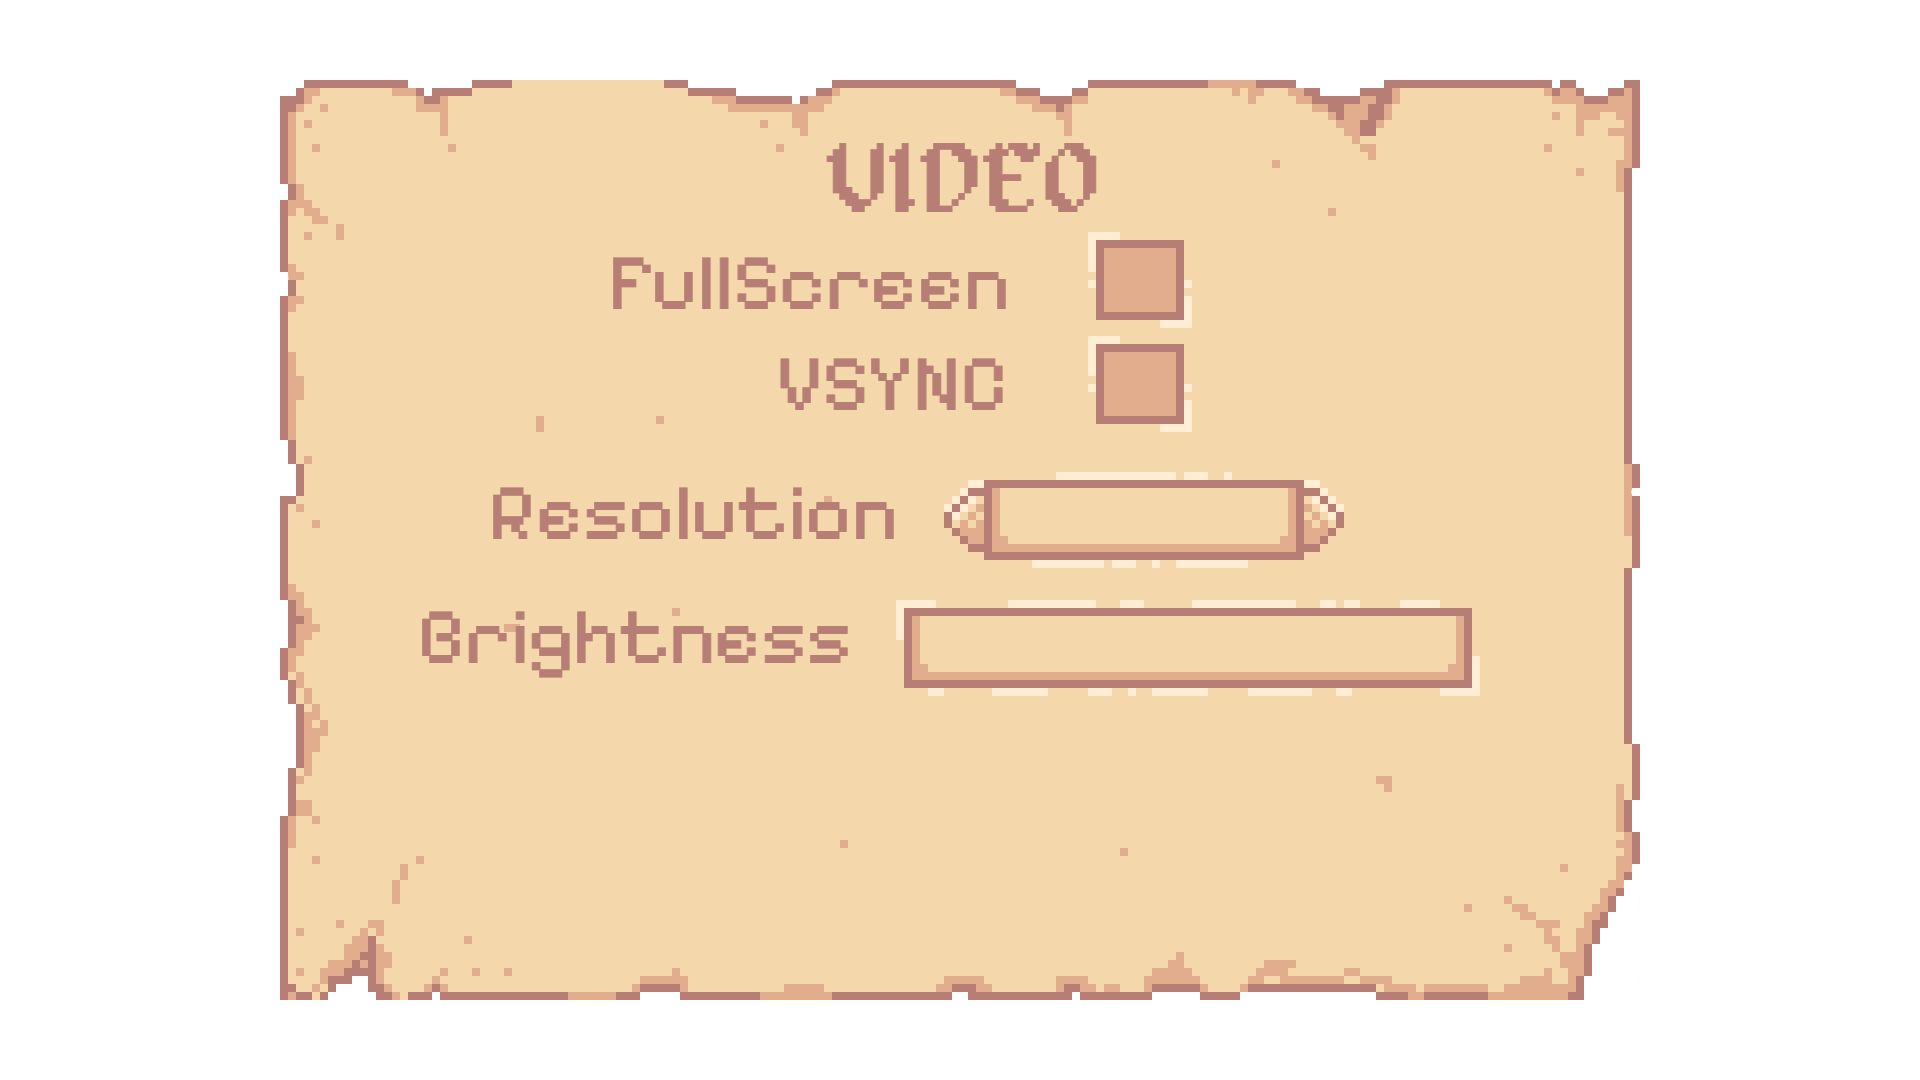 VIDEO
FullScreen
VSYNC
Resolution
Brightness